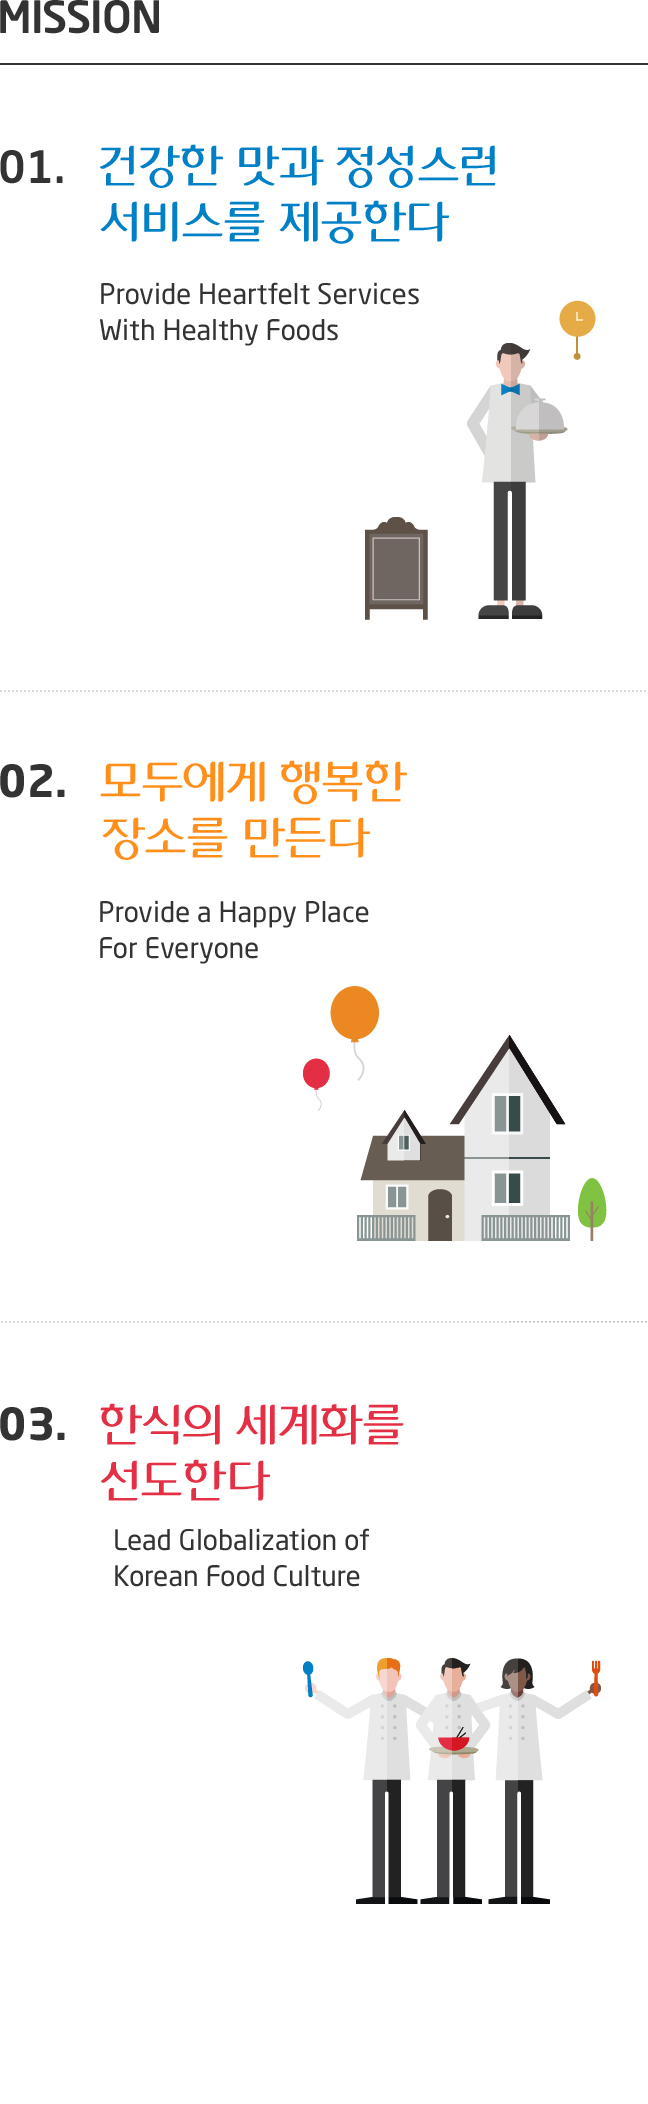 MISSION
01. 건강한 맛과 정성스런
서비스를 제공한다
Provide Heartfelt Services
With Healthy Foods
02. 모두에게 행복한
장소를 만든다
Provide a Happy Place
For Everyone
03. 한식의 세계화를
선도한다
Lead Globalization of
Korean Food Culture